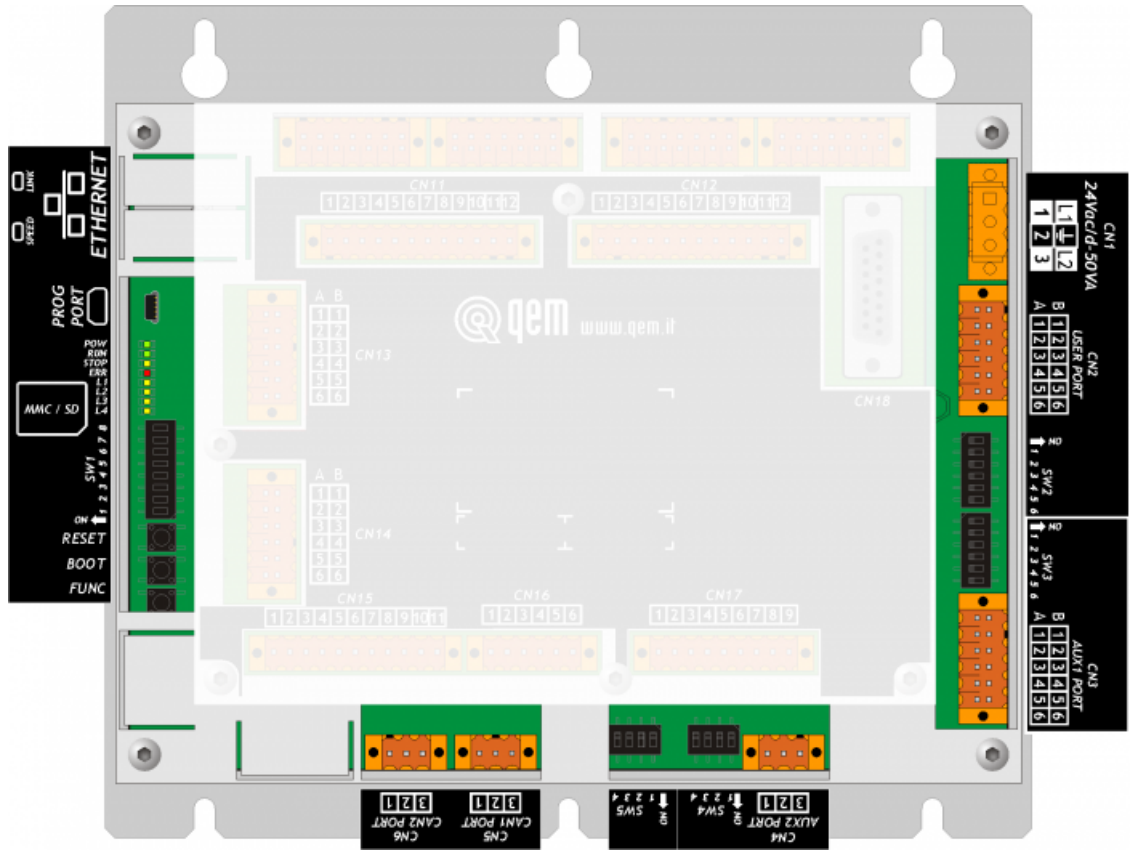 LINK
SPEED
ETHERNET
PROG
PORT
POW
RUN
STOP
ERR
L1
MMC / SD
SW1
1 2 3 4 5 6 7 8
ON
RESET
BOOT
FUNC
CN11
1 2 3 4 5 6 7 8 9 10 11 12
CN12
1 2 3 4 5 6 7 8 9 10 11 12
A B
1 1
2 2
3 3
4 4
5 5
6 6
CN13
qem www.qem.it
CN18
A B
1 1
2 2
3 3
4 4
5 5
6 6
CN14
CN15
1 2 3 4 5 6 7 8 9 10 11
CN16
1 2 3 4 5 6
CN17
1 2 3 4 5 6 7 8 9
CN1
24Vac/d-50VA
L1 L2
1 2 3
CN2
USER PORT
B 1 2 3 4 5 6
A 1 2 3 4 5 6
ON
SW2
1 2 3 4 5 6
ON
SW3
1 2 3 4 5 6
CN3
AUX1 PORT
B 1 2 3 4 5 6
A 1 2 3 4 5 6
CN6
CAN2 PORT
1 2 3
CN5
CAN1 PORT
1 2 3
SW5
ON
1 2 3 4
SW4
ON
1 2 3 4
CN4
AUX2 PORT
1 2 3